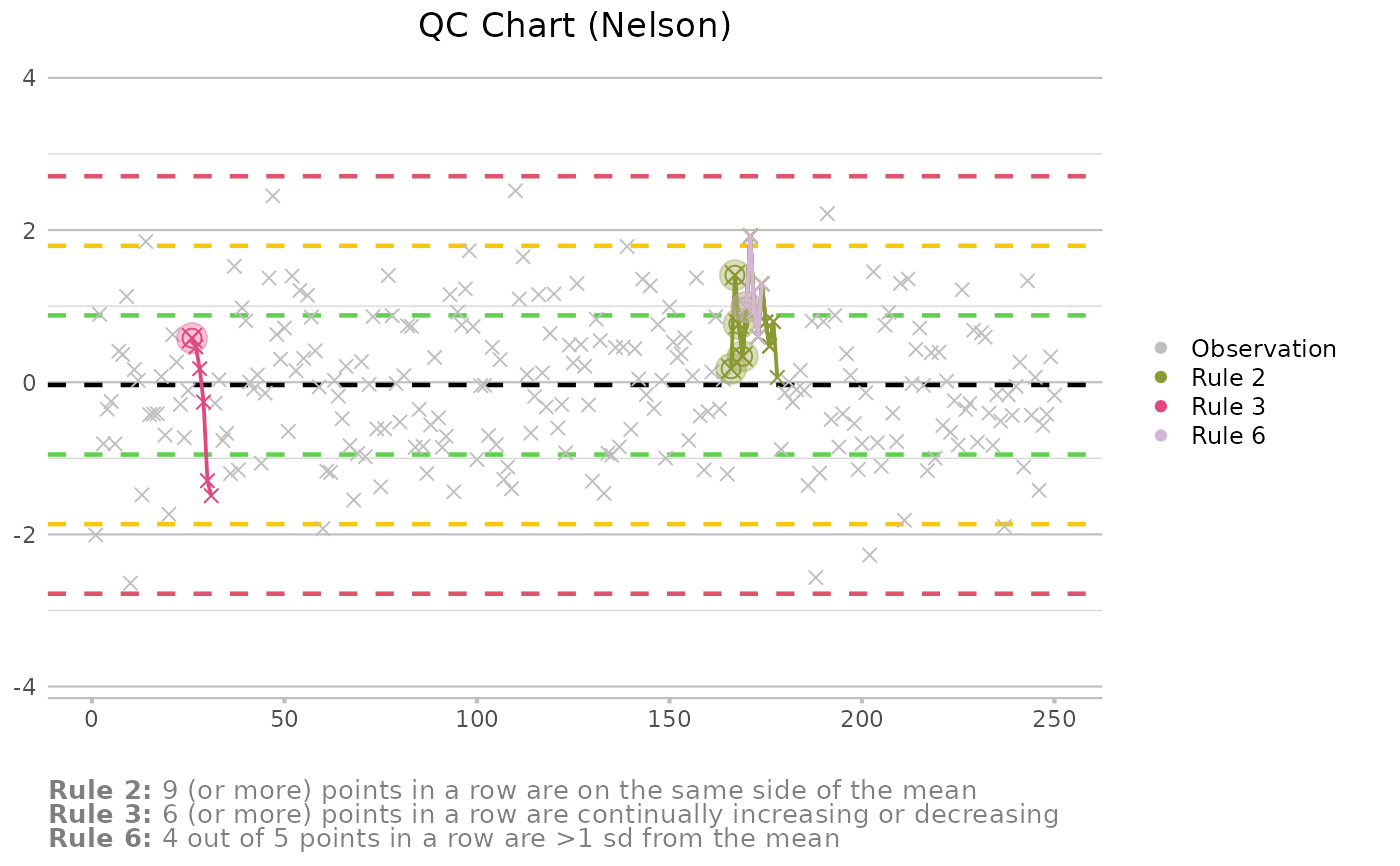 QC Chart (Nelson)
4
2
0
-2
-4
0 50 100 150 200 250
Observation
Rule 2
Rule 3
Rule 6
Rule 2: 9 (or more) points in a row are on the same side of the mean
Rule 3: 6 (or more) points in a row are continually increasing or decreasing
Rule 6: 4 out of 5 points in a row are >1 sd from the mean